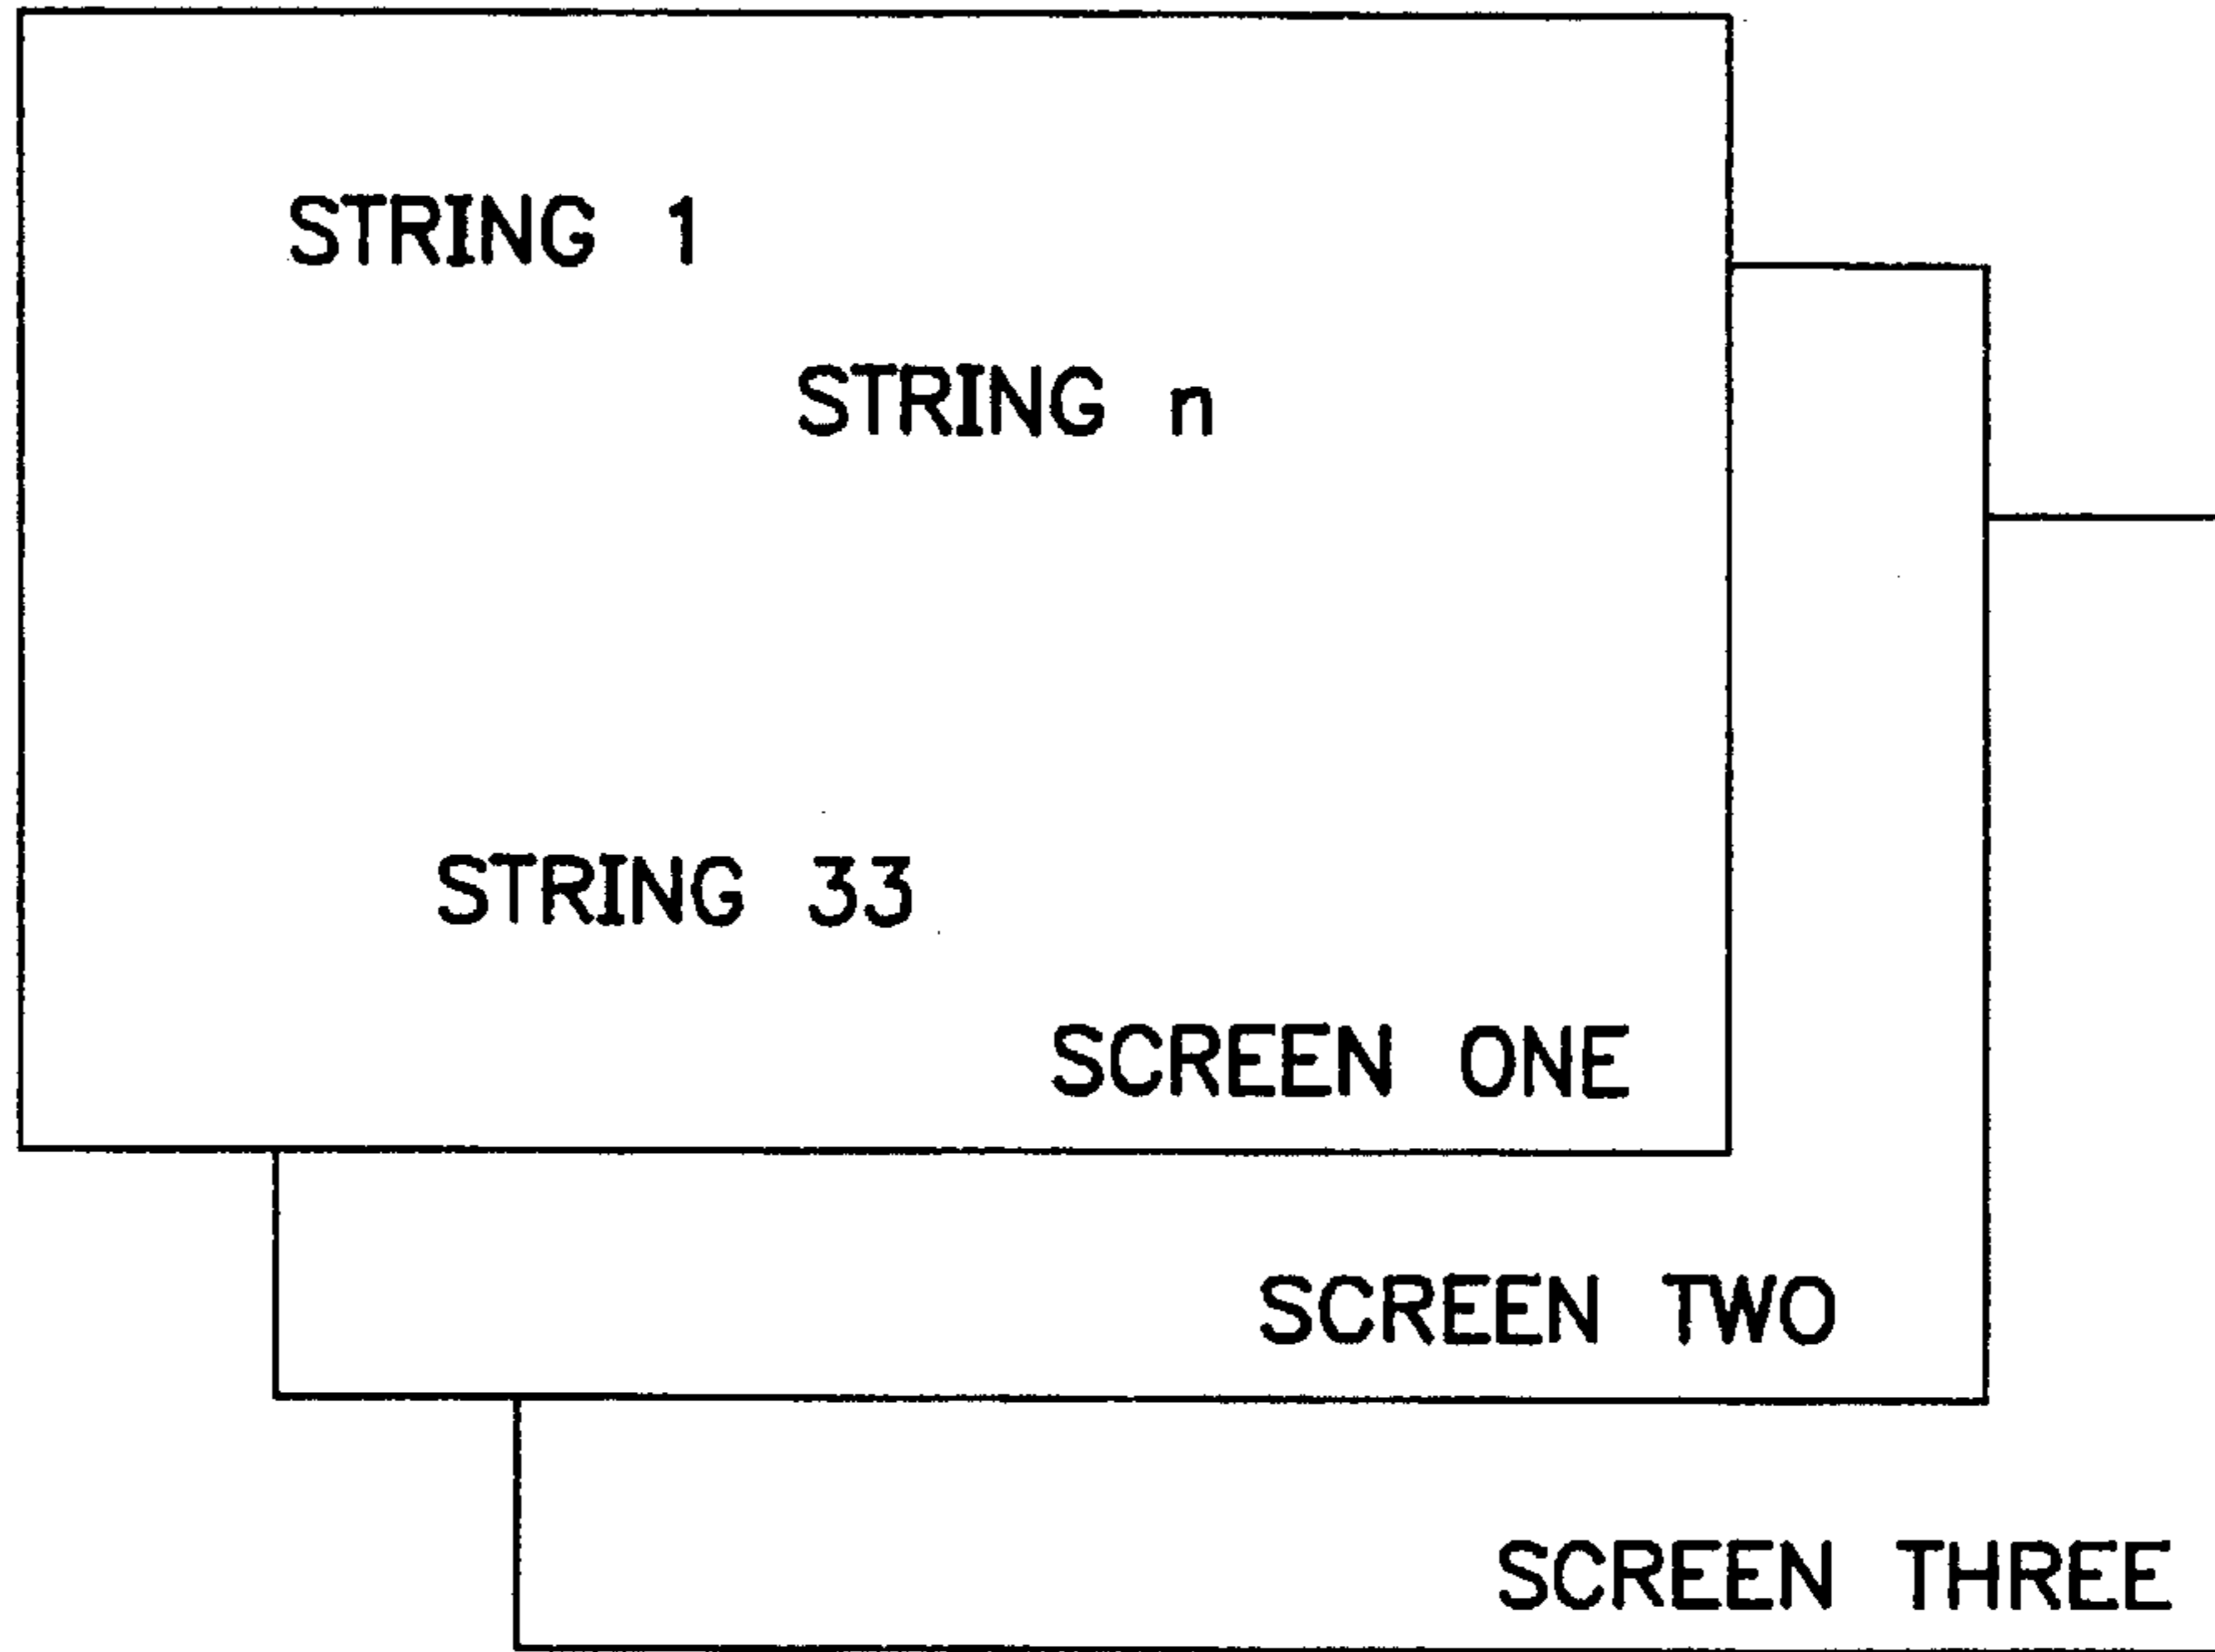 STRING 1
STRING n
STRING 33
SCREEN ONE
SCREEN TWO
SCREEN THREE